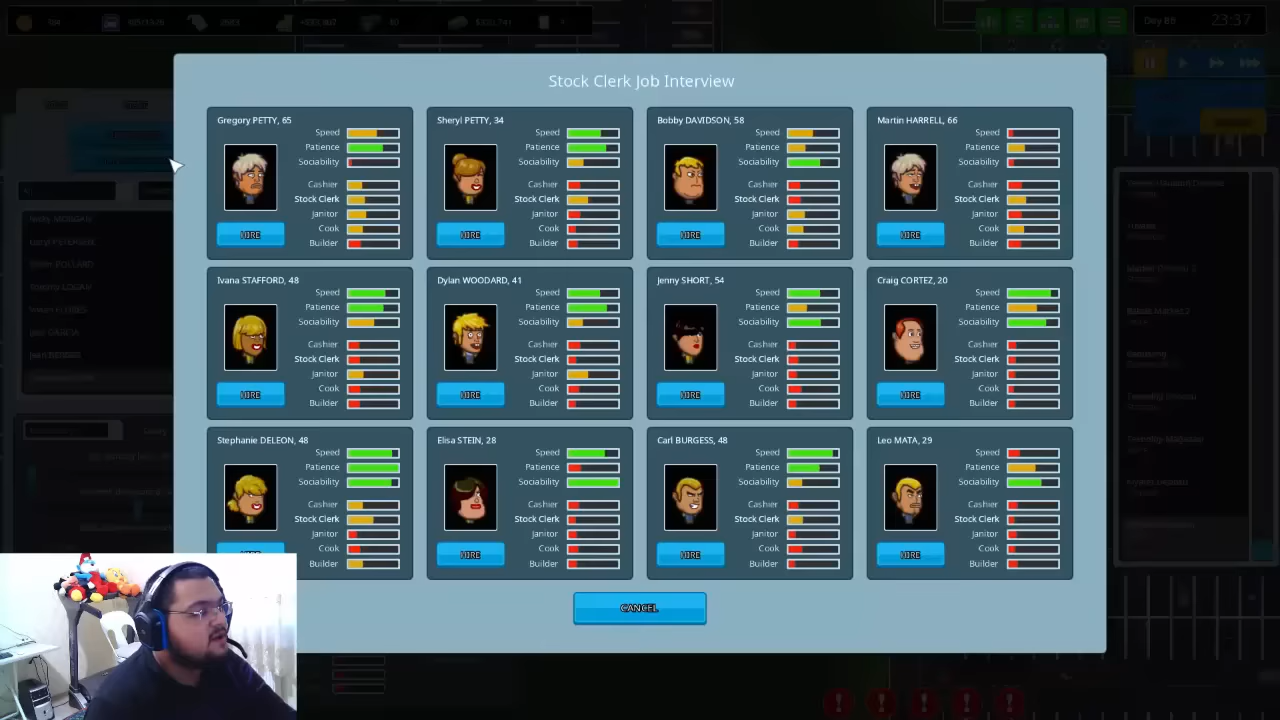 Day 86
23:37
Stock Clerk Job Interview
Gregory PETTY, 65
Speed
Patience
Sociability
Cashier
Stock Clerk
Janitor
Cook
Builder
HIRE
Sheryl PETTY, 34
Speed
Patience
Sociability
Cashier
Stock Clerk
Janitor
Cook
Builder
HIRE
Bobby DAVIDSON, 58
Speed
Patience
Sociability
Cashier
Stock Clerk
Janitor
Cook
Builder
HIRE
Martin HARRELL, 66
Speed
Patience
Sociability
Cashier
Stock Clerk
Janitor
Cook
Builder
HIRE
Ivana STAFFORD, 48
Speed
Patience
Sociability
Cashier
Stock Clerk
Janitor
Cook
Builder
HIRE
Dylan WOODARD, 41
Speed
Patience
Sociability
Cashier
Stock Clerk
Janitor
Cook
Builder
HIRE
Jenny SHORT, 54
Speed
Patience
Sociability
Cashier
Stock Clerk
Janitor
Cook
Builder
HIRE
Craig CORTEZ, 20
Speed
Patience
Sociability
Cashier
Stock Clerk
Janitor
Cook
Builder
HIRE
Stephanie DELEON, 48
Speed
Patience
Sociability
Cashier
Stock Clerk
Janitor
Cook
Builder
Elisa STEIN, 28
Speed
Patience
Sociability
Cashier
Stock Clerk
Janitor
Cook
Builder
HIRE
Carl BURGESS, 48
Speed
Patience
Sociability
Cashier
Stock Clerk
Janitor
Cook
Builder
HIRE
Leo MATA, 29
Speed
Patience
Sociability
Cashier
Stock Clerk
Janitor
Cook
Builder
HIRE
CANCEL